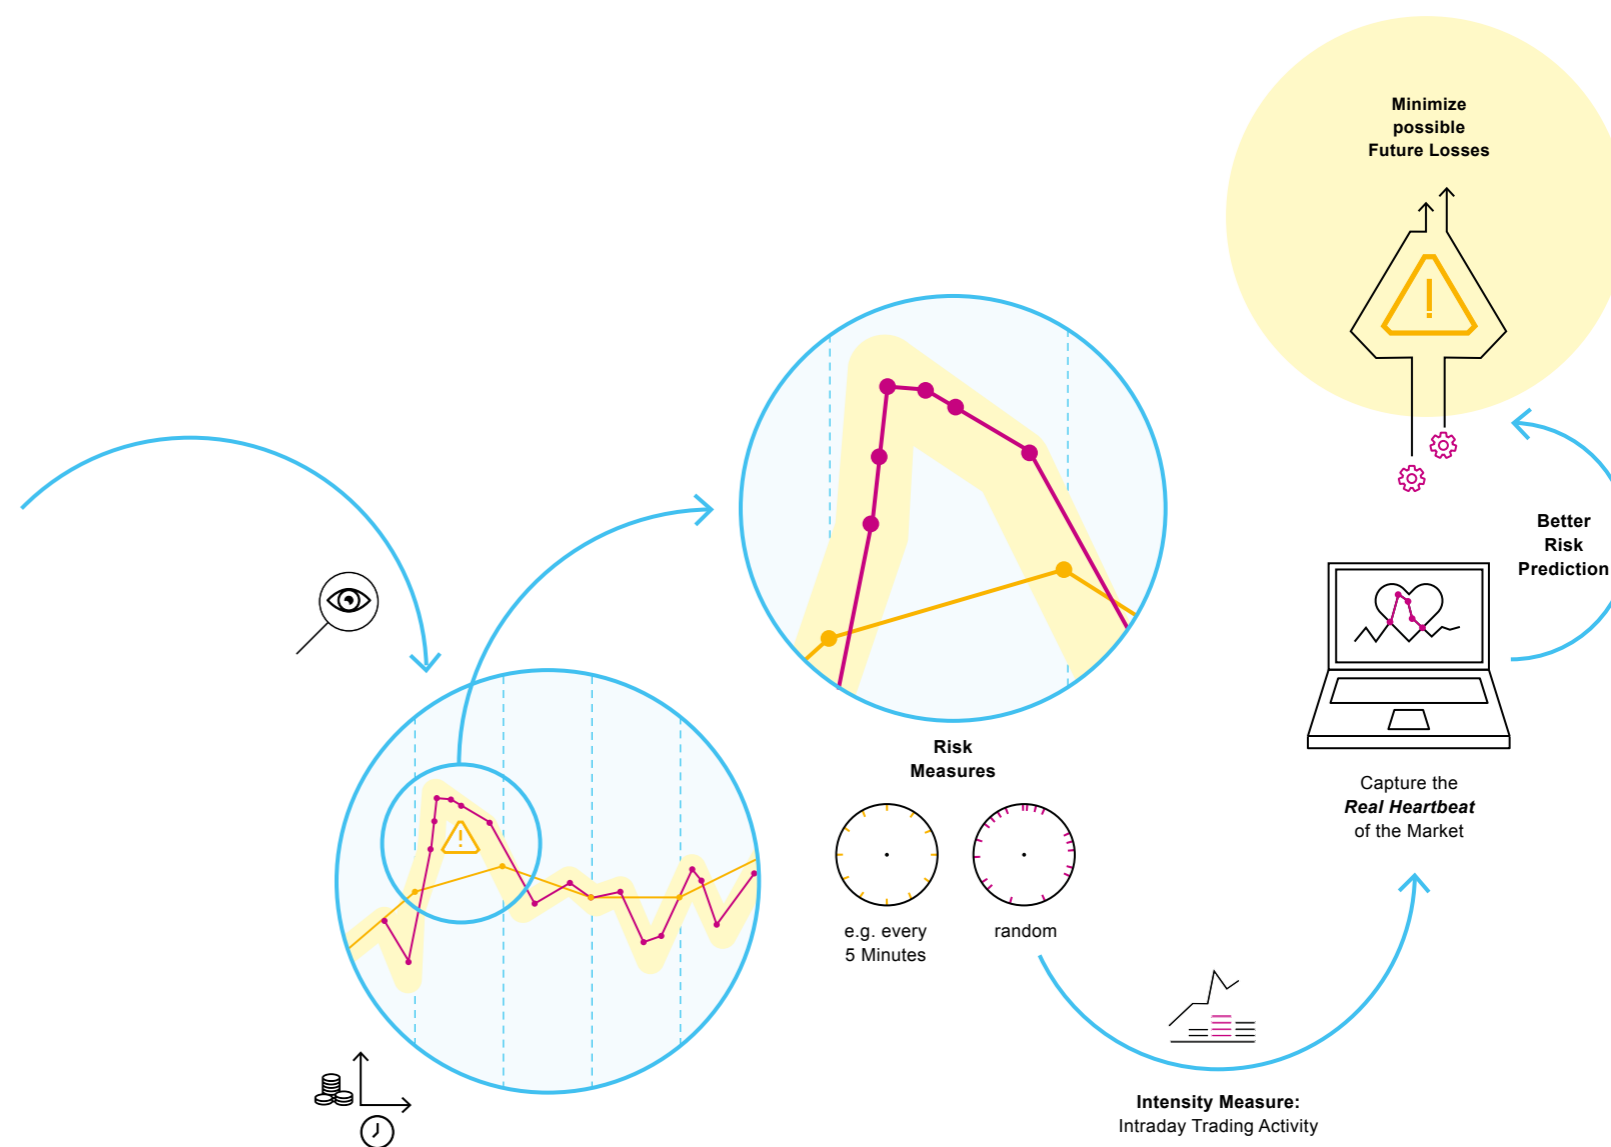 Minimize
possible
Future Losses
Better
Risk
Prediction
Risk
Measures
e.g. every
5 Minutes
random
Capture the
Real Heartbeat
of the Market
Intensity Measure:
Intraday Trading Activity